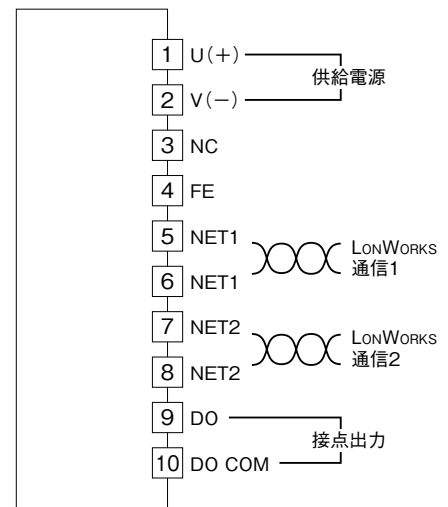 1 U(+)
供給電源
2 V(−)
3 NC
4 FE
5 NET1
LONWORKS
通信1
6 NET1
7 NET2
LONWORKS
通信2
8 NET2
9 DO
接点出力
10 DO COM